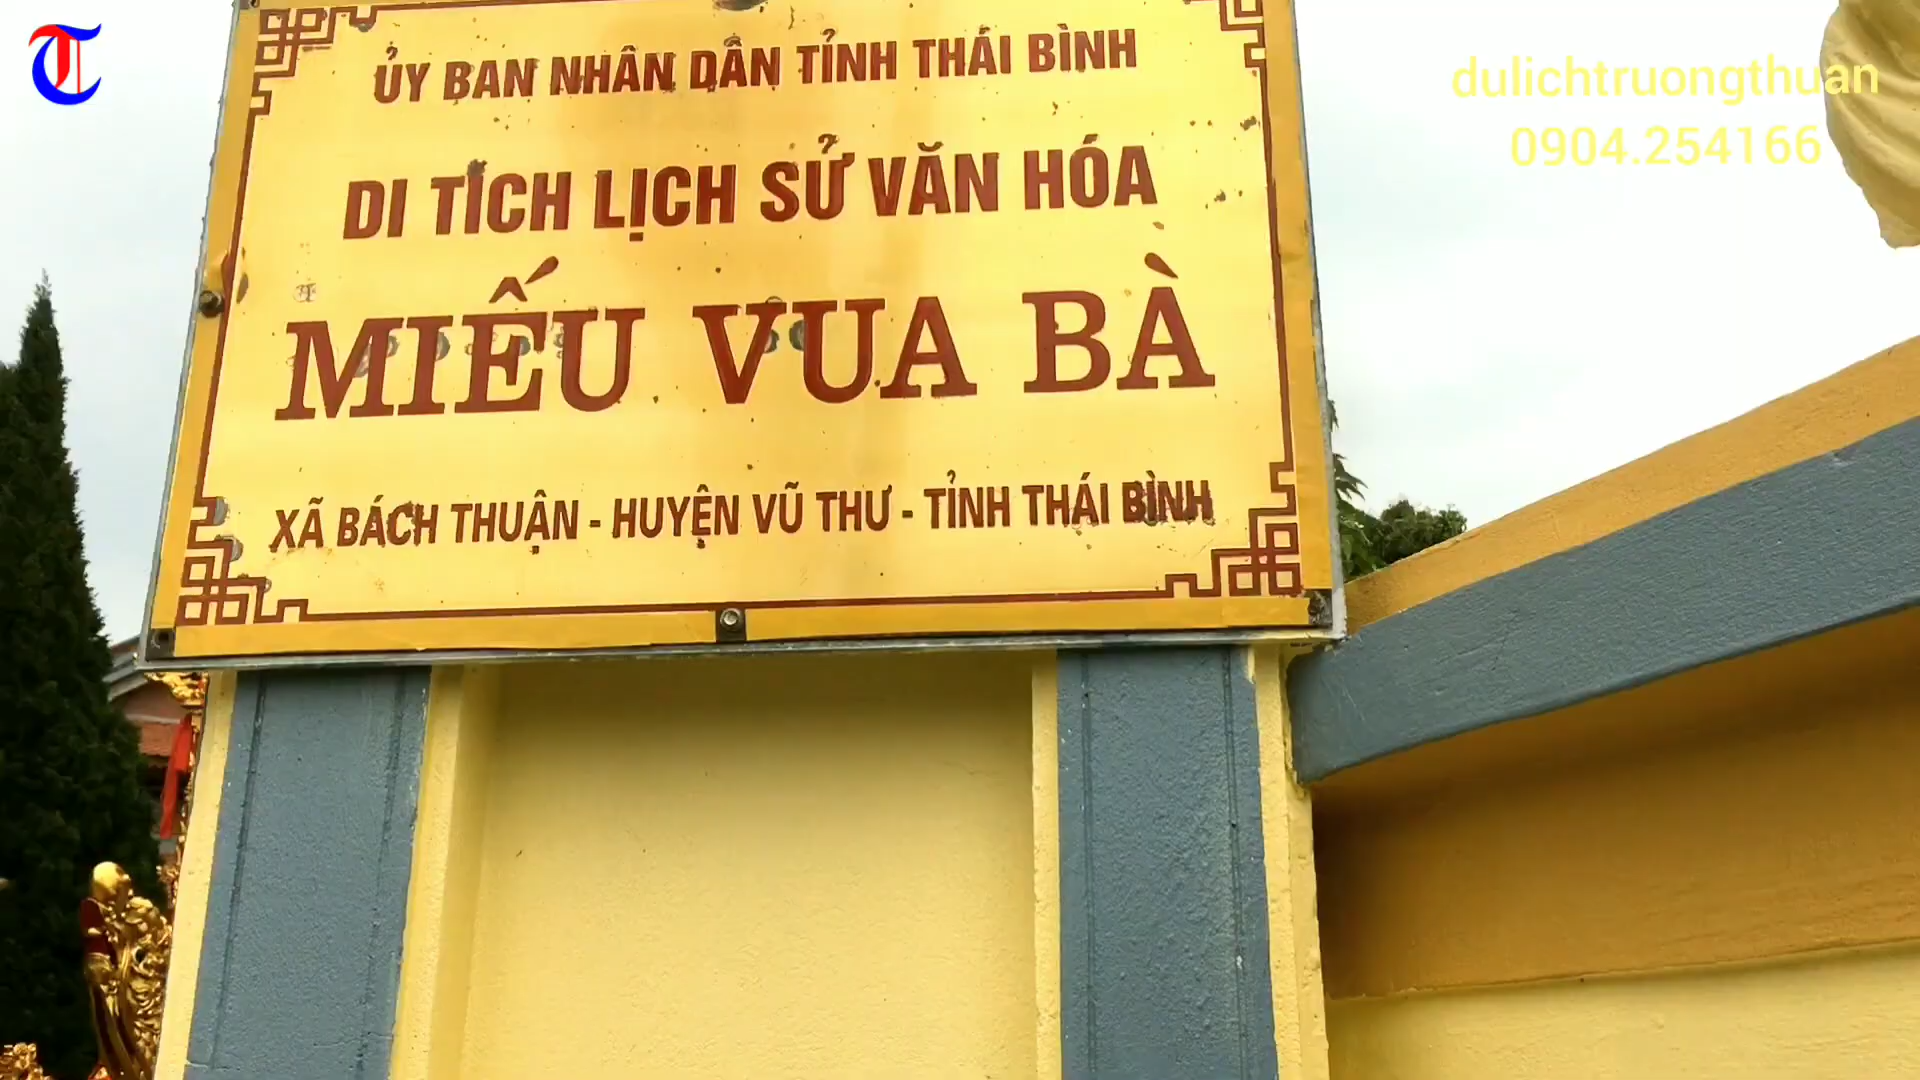 ỦY BAN NHÂN DÂN TỈNH THÁI BÌNH
DI TÍCH LỊCH SỬ VĂN HÓA
MIẾU VUA BÀ
XÃ BÁCH THUẬN - HUYỆN VŨ THƯ - TỈNH THÁI BÌNH
dulichtruongthuan
0904.254166